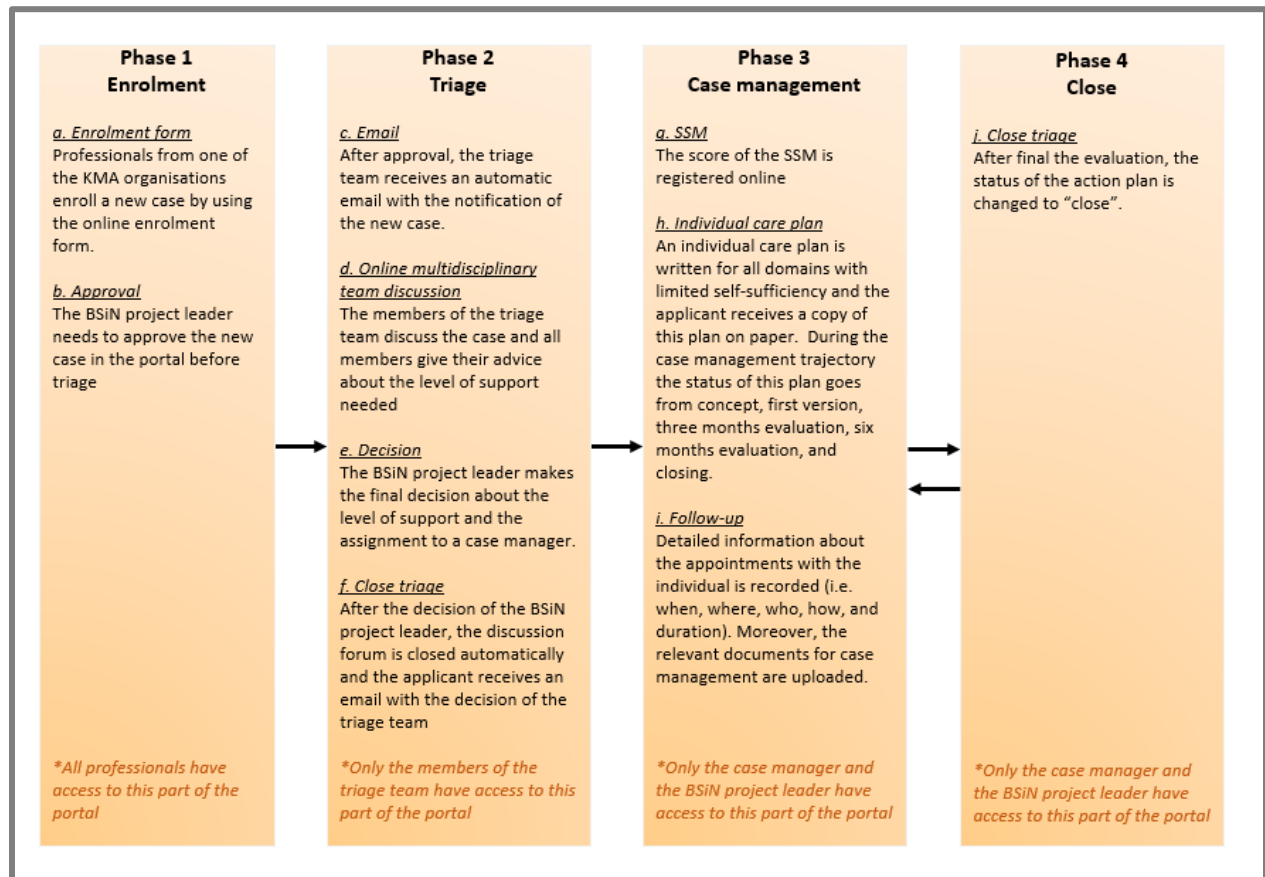 Phase 1
Enrolment
a. Enrolment form
Professionals from one of
the KMA organisations
enroll a new case by using
the online enrolment
form.
b. Approval
The BSiN project leader
needs to approve the new
case in the portal before
triage
*All professionals have
access to this part of the
portal
Phase 2
Triage
c. Email
After approval, the triage
team receives an automatic
email with the notification of
the new case.
d. Online multidisciplinary
team discussion
The members of the triage
team discuss the case and all
members give their advice
about the level of support
needed
e. Decision
The BSiN project leader makes
the final decision about the
level of support and the
assignment to a case manager.
f. Close triage
After the decision of the BSiN
project leader, the discussion
forum is closed automatically
and the applicant receives an
email with the decision of the
triage team
*Only the members of the
triage team have access to this
part of the portal
Phase 3
Case management
g. SSM
The score of the SSM is
registered online
h. Individual care plan
An individual care plan is
written for all domains with
limited self-sufficiency and the
applicant receives a copy of
this plan on paper.  During the
case management trajectory
the status of this plan goes
from concept, first version,
three months evaluation, six
months evaluation, and
closing.
i. Follow-up
Detailed information about
the appointments with the
individual is recorded (i.e.
when, where, who, how, and
duration). Moreover, the
relevant documents for case
management are uploaded.
*Only the case manager and
the BSiN project leader have
access to this part of the portal
Phase 4
Close
j. Close triage
After final the evaluation, the
status of the action plan is
changed to “close”.
*Only the case manager and
the BSiN project leader have
access to this part of the portal